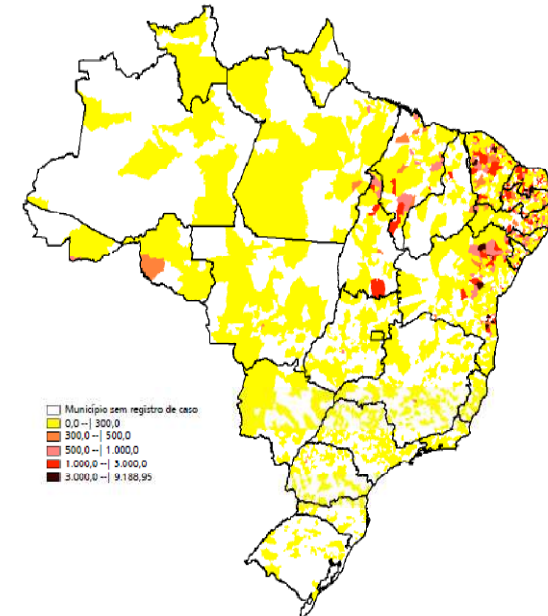 Município sem registro de caso
0,0 --| 300,0
300,0 --| 500,0
500,0 --| 1.000,0
1.000,0 --| 3.000,0
3.000,0 --| 9.188,95